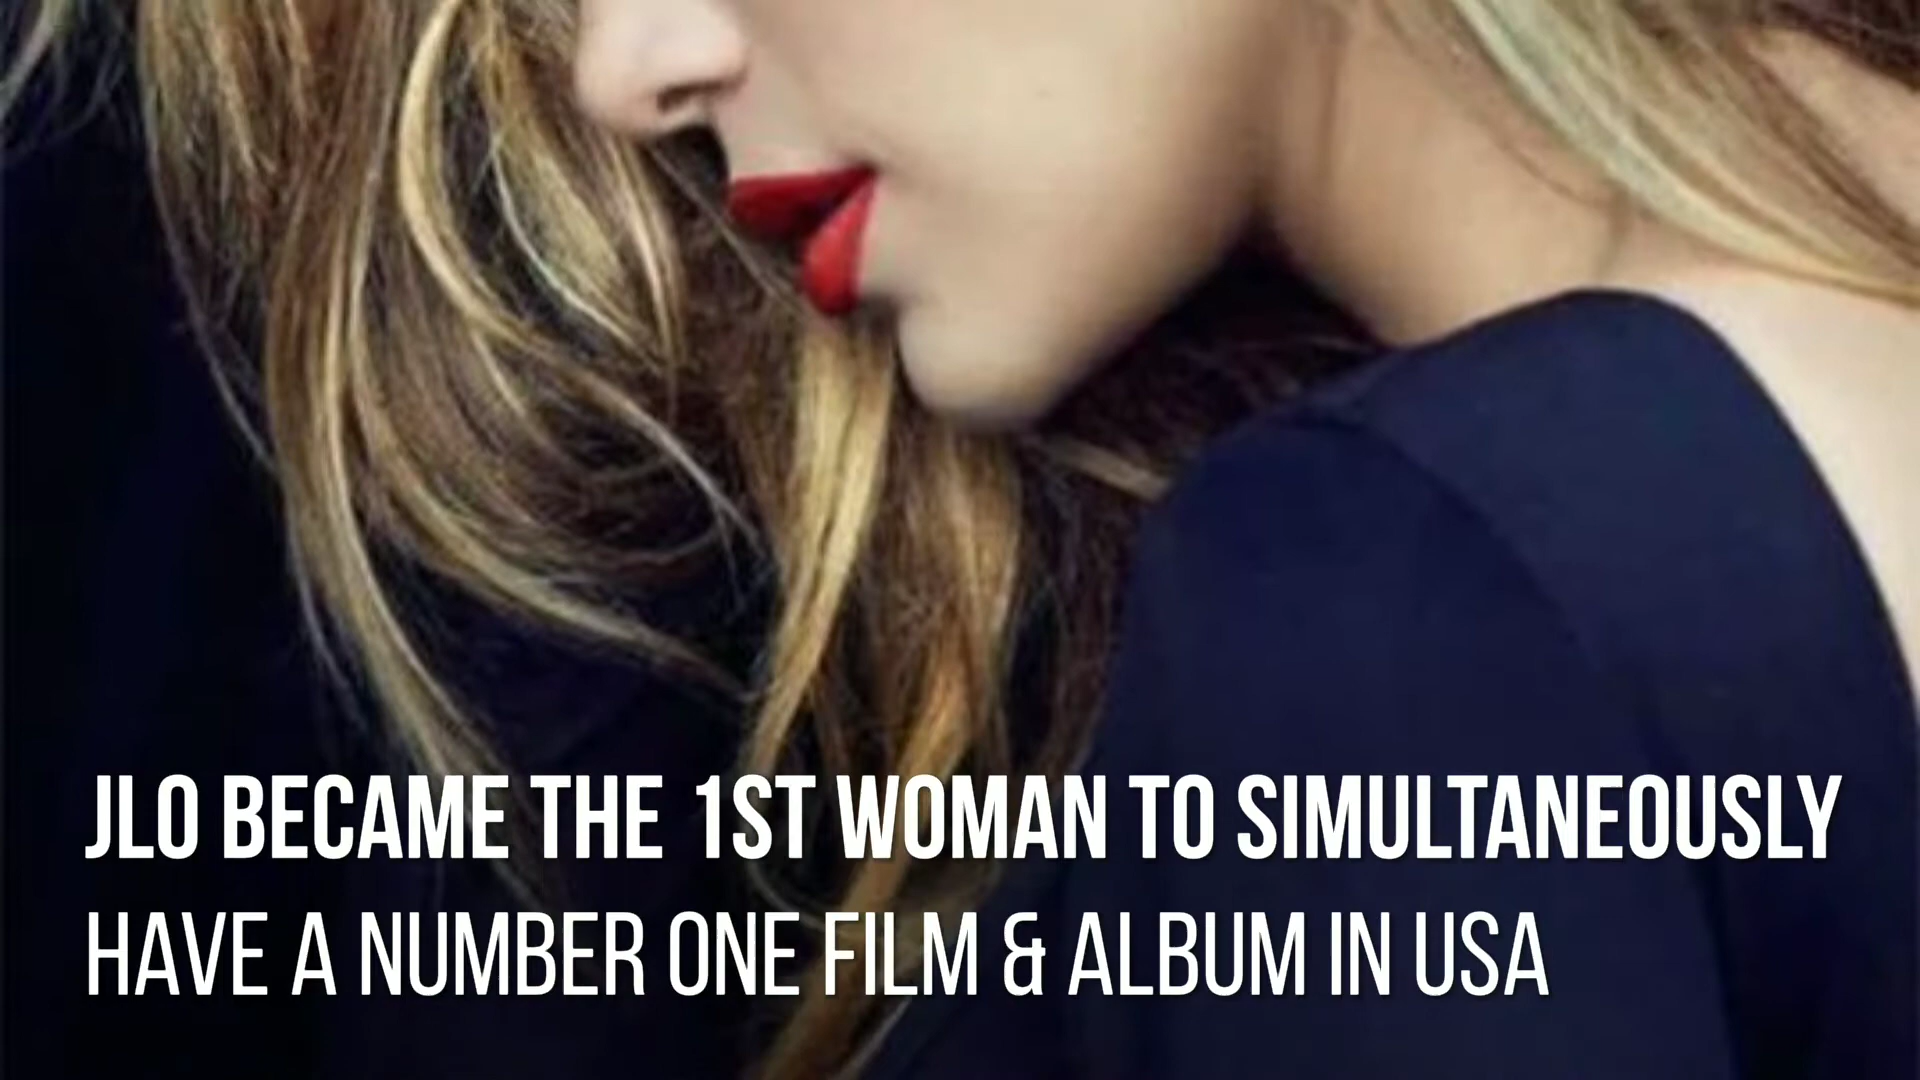 JLO BECAME THE 1ST WOMAN TO SIMULTANEOUSLY
HAVE A NUMBER ONE FILM & ALBUM IN USA